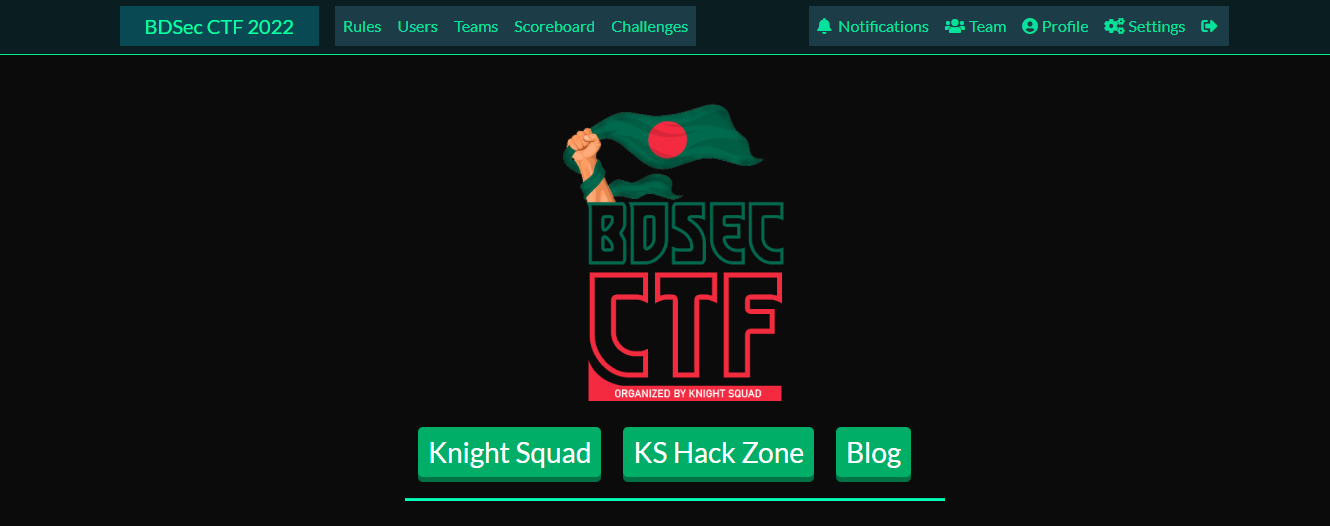 BDSec CTF 2022 Rules Users Teams Scoreboard Challenges Notifications Team Profile Settings
BDSEC
CTF
ORGANIZED BY KNIGHT SQUAD
Knight Squad KS Hack Zone Blog